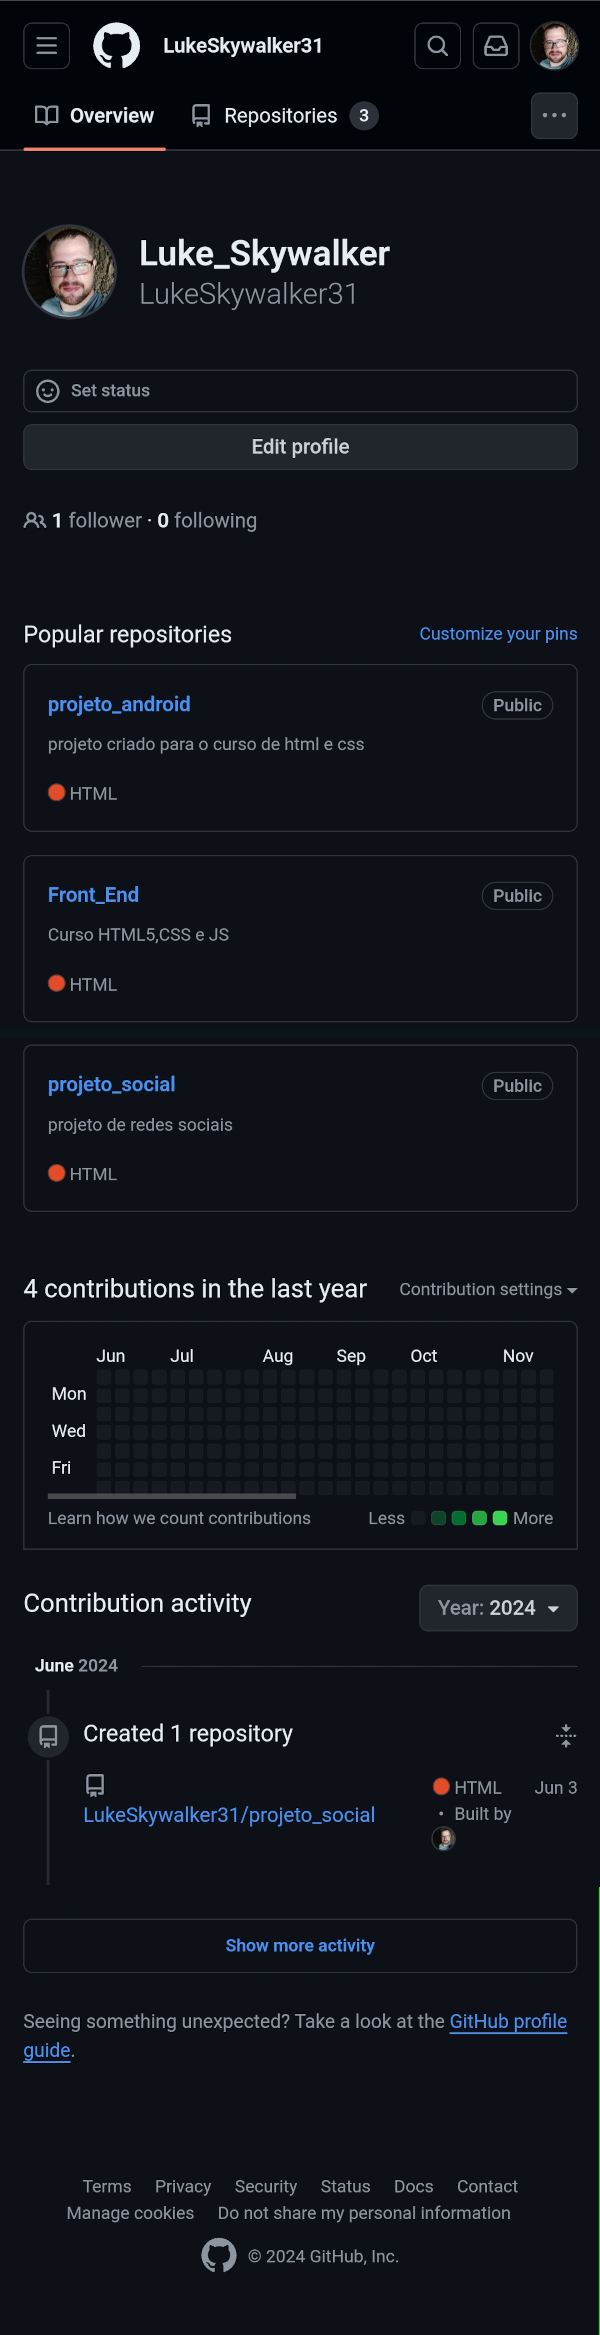 LukeSkywalker31
Overview
Repositories 3
Luke_Skywalker
LukeSkywalker31
Set status
Edit profile
1 follower · 0 following
Popular repositories Customize your pins
projeto_android Public
projeto criado para o curso de html e css
HTML
Front_End Public
Curso HTML5,CSS e JS
HTML
projeto_social Public
projeto de redes sociais
HTML
4 contributions in the last year Contribution settings
Jun Jul Aug Sep Oct Nov
Mon
Wed
Fri
Learn how we count contributions Less More
Contribution activity Year: 2024
June 2024
Created 1 repository
HTML Jun 3
LukeSkywalker31/projeto_social • Built by
Show more activity
Seeing something unexpected? Take a look at the GitHub profile
guide.
Terms Privacy Security Status Docs Contact
Manage cookies Do not share my personal information
© 2024 GitHub, Inc.